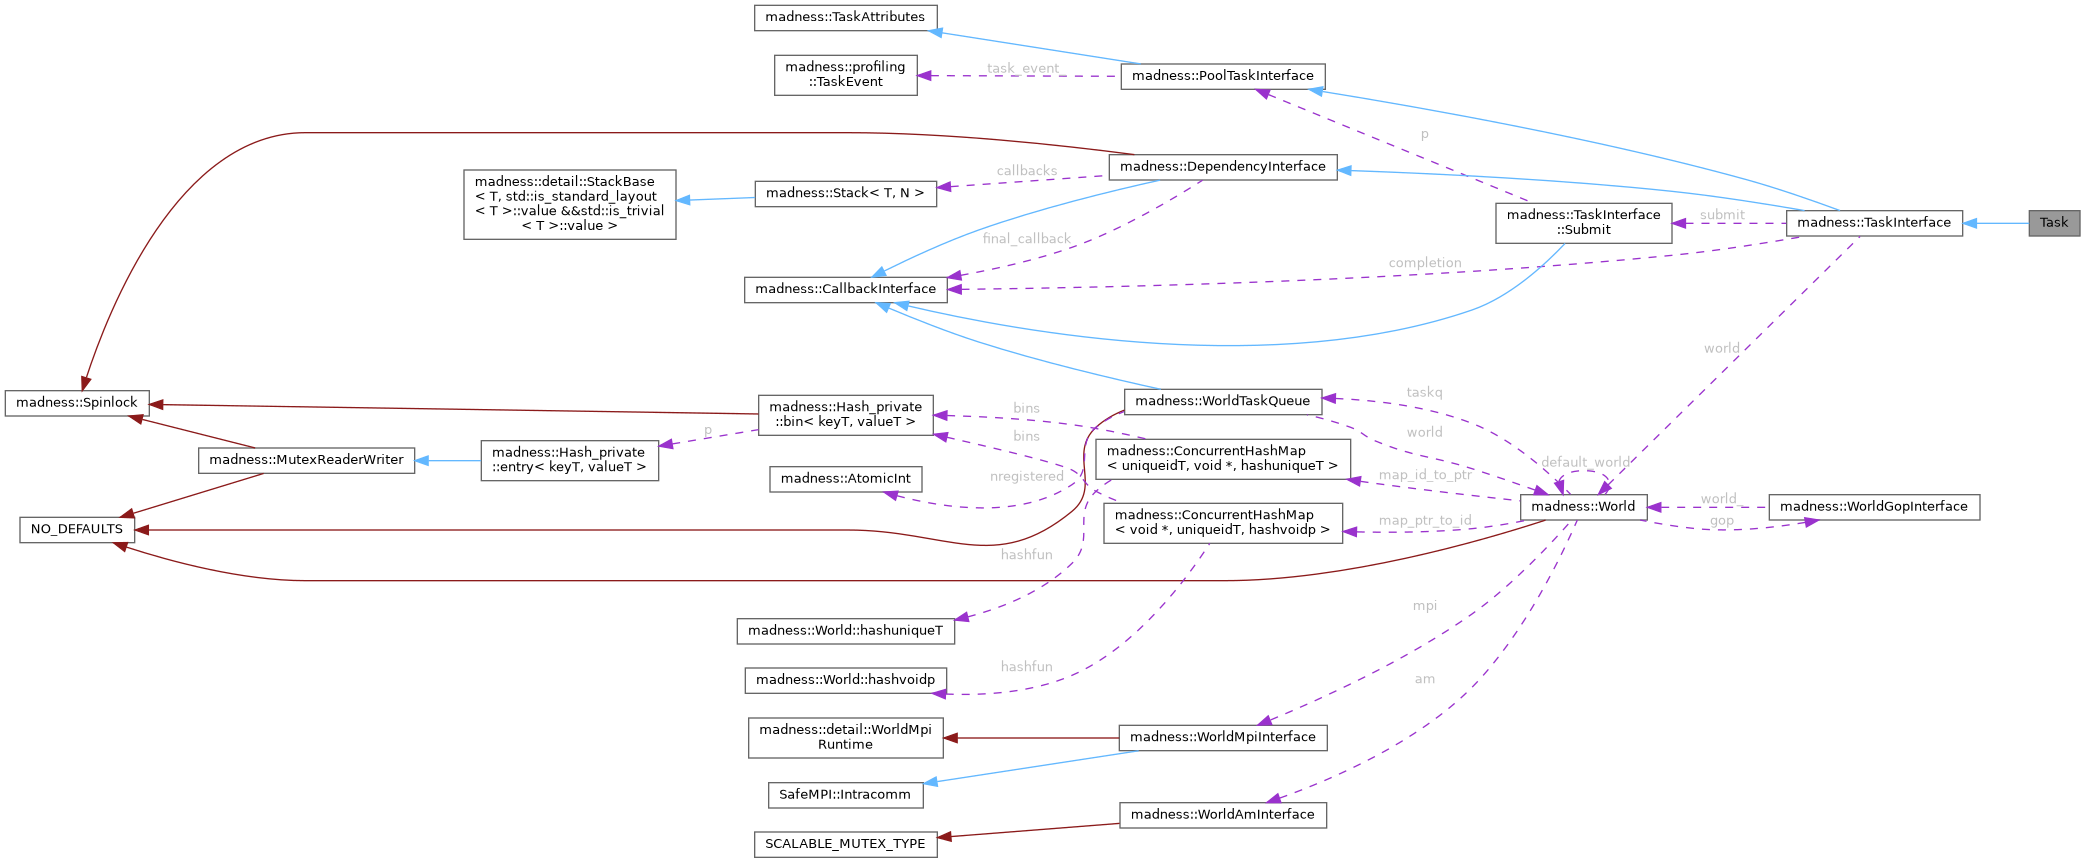 madness::TaskAttributes
madness::profiling
::TaskEvent
task_event
madness::PoolTaskInterface
p
madness::DependencyInterface
callbacks
madness::detail::StackBase
< T, std::is_standard_layout
< T >::value &&std::is_trivial
< T >::value >
madness::Stack< T, N >
madness::TaskInterface
::Submit
submit
madness::TaskInterface
Task
final_callback
completion
madness::CallbackInterface
world
madness::Spinlock
madness::Hash_private
::bin< keyT, valueT >
bins
bins
madness::WorldTaskQueue
taskq
world
p
madness::MutexReaderWriter
madness::Hash_private
::entry< keyT, valueT >
madness::AtomicInt
nregistered
madness::ConcurrentHashMap
< uniqueidT, void *, hashuniqueT >
map_id_to_ptr
default_world
madness::World
world_
gop
madness::WorldGopInterface
NO_DEFAULTS
madness::ConcurrentHashMap
< void *, uniqueidT, hashvoidp >
map_ptr_to_id
hashfun
madness::World::hashuniqueT
mpi
hashfun
madness::World::hashvoidp
am
madness::detail::WorldMpi
Runtime
madness::WorldMpiInterface
SafeMPI::Intracomm
madness::WorldAmInterface
SCALABLE_MUTEX_TYPE